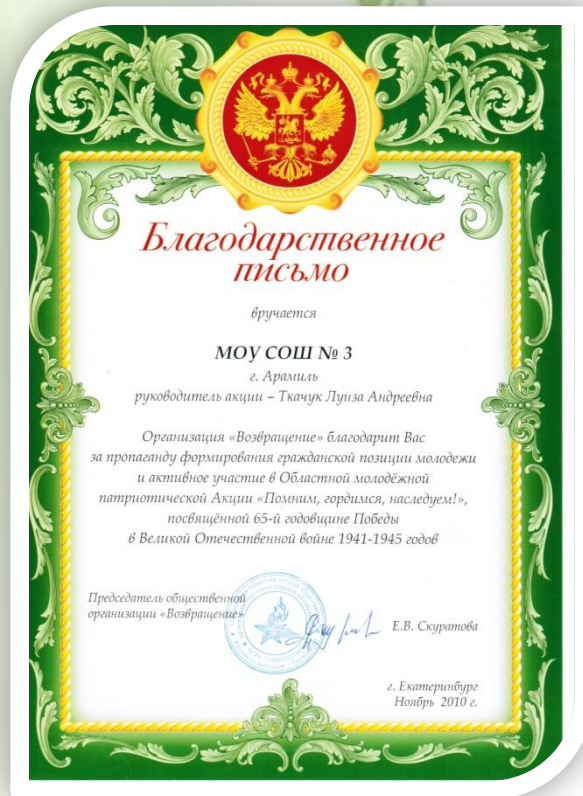 Благодарственное
письмо
вручается
МОУ СОШ № 3
г. Арамиль
руководитель акции – Ткачук Луиза Андреевна
Организация «Возвращение» благодарит Вас
за пропаганду формирования гражданской позиции молодежи
и активное участие в Областной молодёжной
патриотической Акции «Помним, гордимся, наследуем!»,
посвящённой 65-й годовщине Победы
в Великой Отечественной войне 1941-1945 годов
Председатель общественной
организации «Возвращение»
Е.В. Скуратова
г. Екатеринбург
Ноябрь 2010 г.